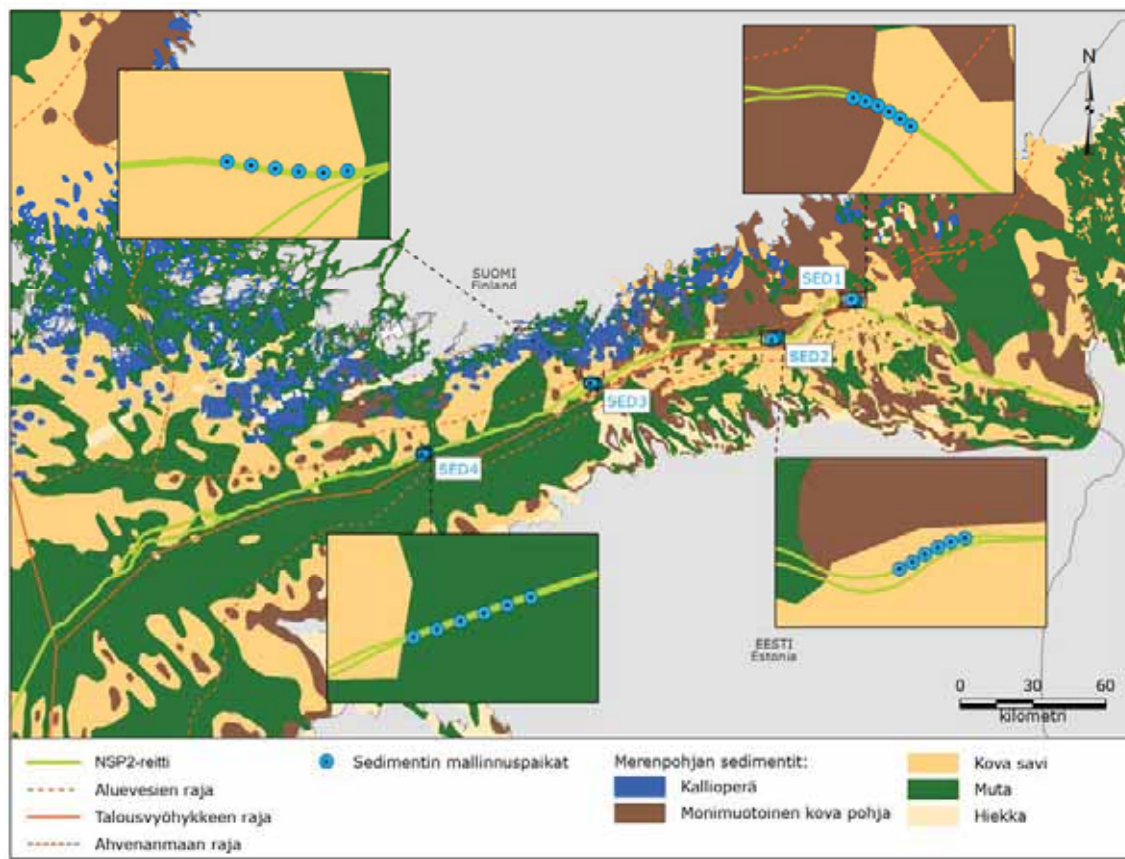 N
SUOMI
Finland
SED1
SED2
SED3
SED4
EESTI
Estonia
0 30 60
kilometri
NSP2-reitti
Aluevesien raja
Talousvyöhykkeen raja
Ahvenanmaan raja
Sedimentin mallinnuspaikat
Merenpohjan sedimentit:
Kallioperä
Monimuotoinen kova pohja
Kova savi
Muta
Hiekka